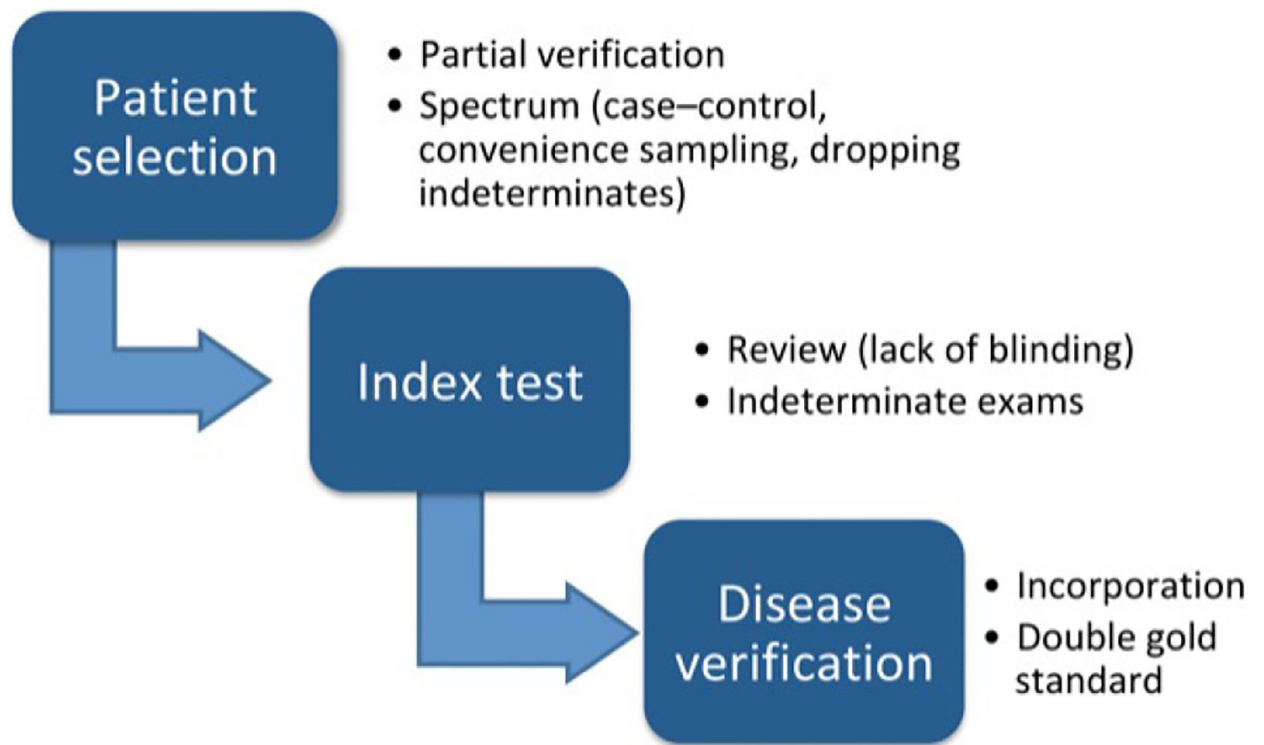 Patient
selection
• Partial verification
• Spectrum (case–control,
convenience sampling, dropping
indeterminates)
Index test
• Review (lack of blinding)
• Indeterminate exams
Disease
verification
• Incorporation
• Double gold
standard